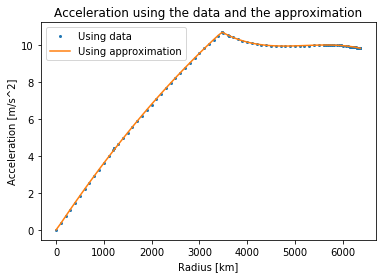 Acceleration using the data and the approximation
Using data
Using approximation
Acceleration [m/s^2]
10
8
6
4
2
0
0
1000
2000
3000
4000
5000
6000
Radius [km]